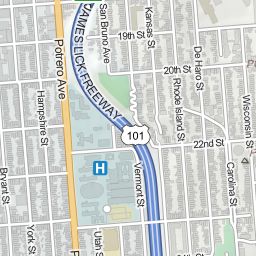 San Bruno Ave
Kansas St
19th St
JAMES LICK FREEWAY
Potrero Ave
De Haro St
20th St
Hampshire St
Rhode Island St
Wisconsin St
101
22nd St
H
Bryant St
Vermont St
Carolina St
York St
Utah St